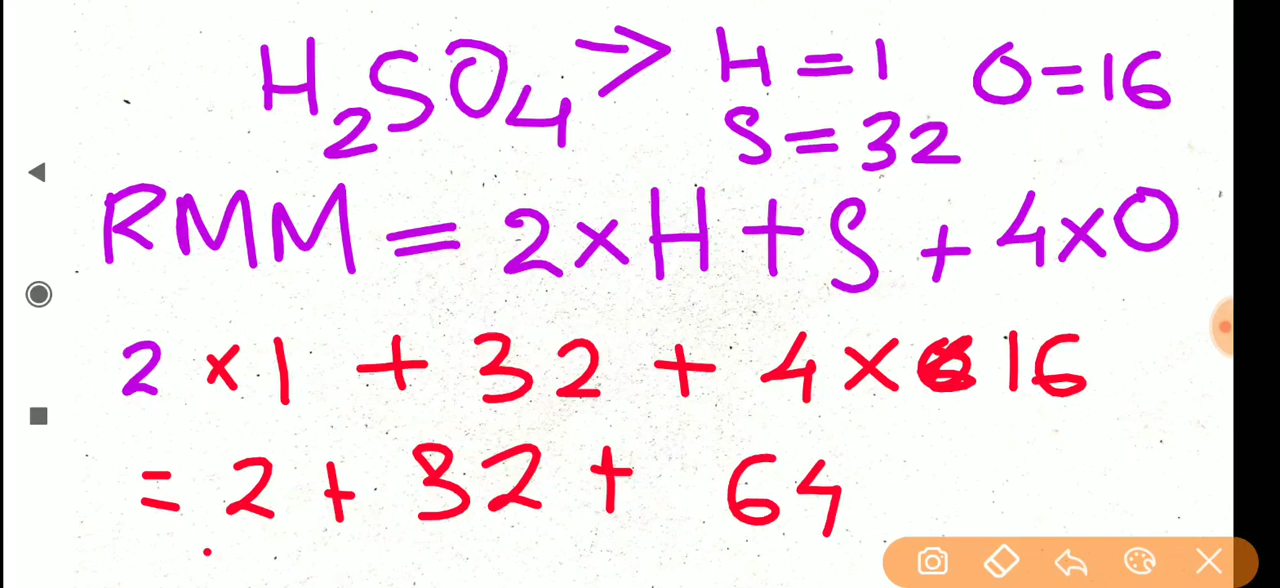 H₂SO₄ > H = 1 O = 16
S = 32
RMM = 2 × H + S + 4 × O
2 × 1 + 32 + 4 × 16
= 2 + 32 + 64